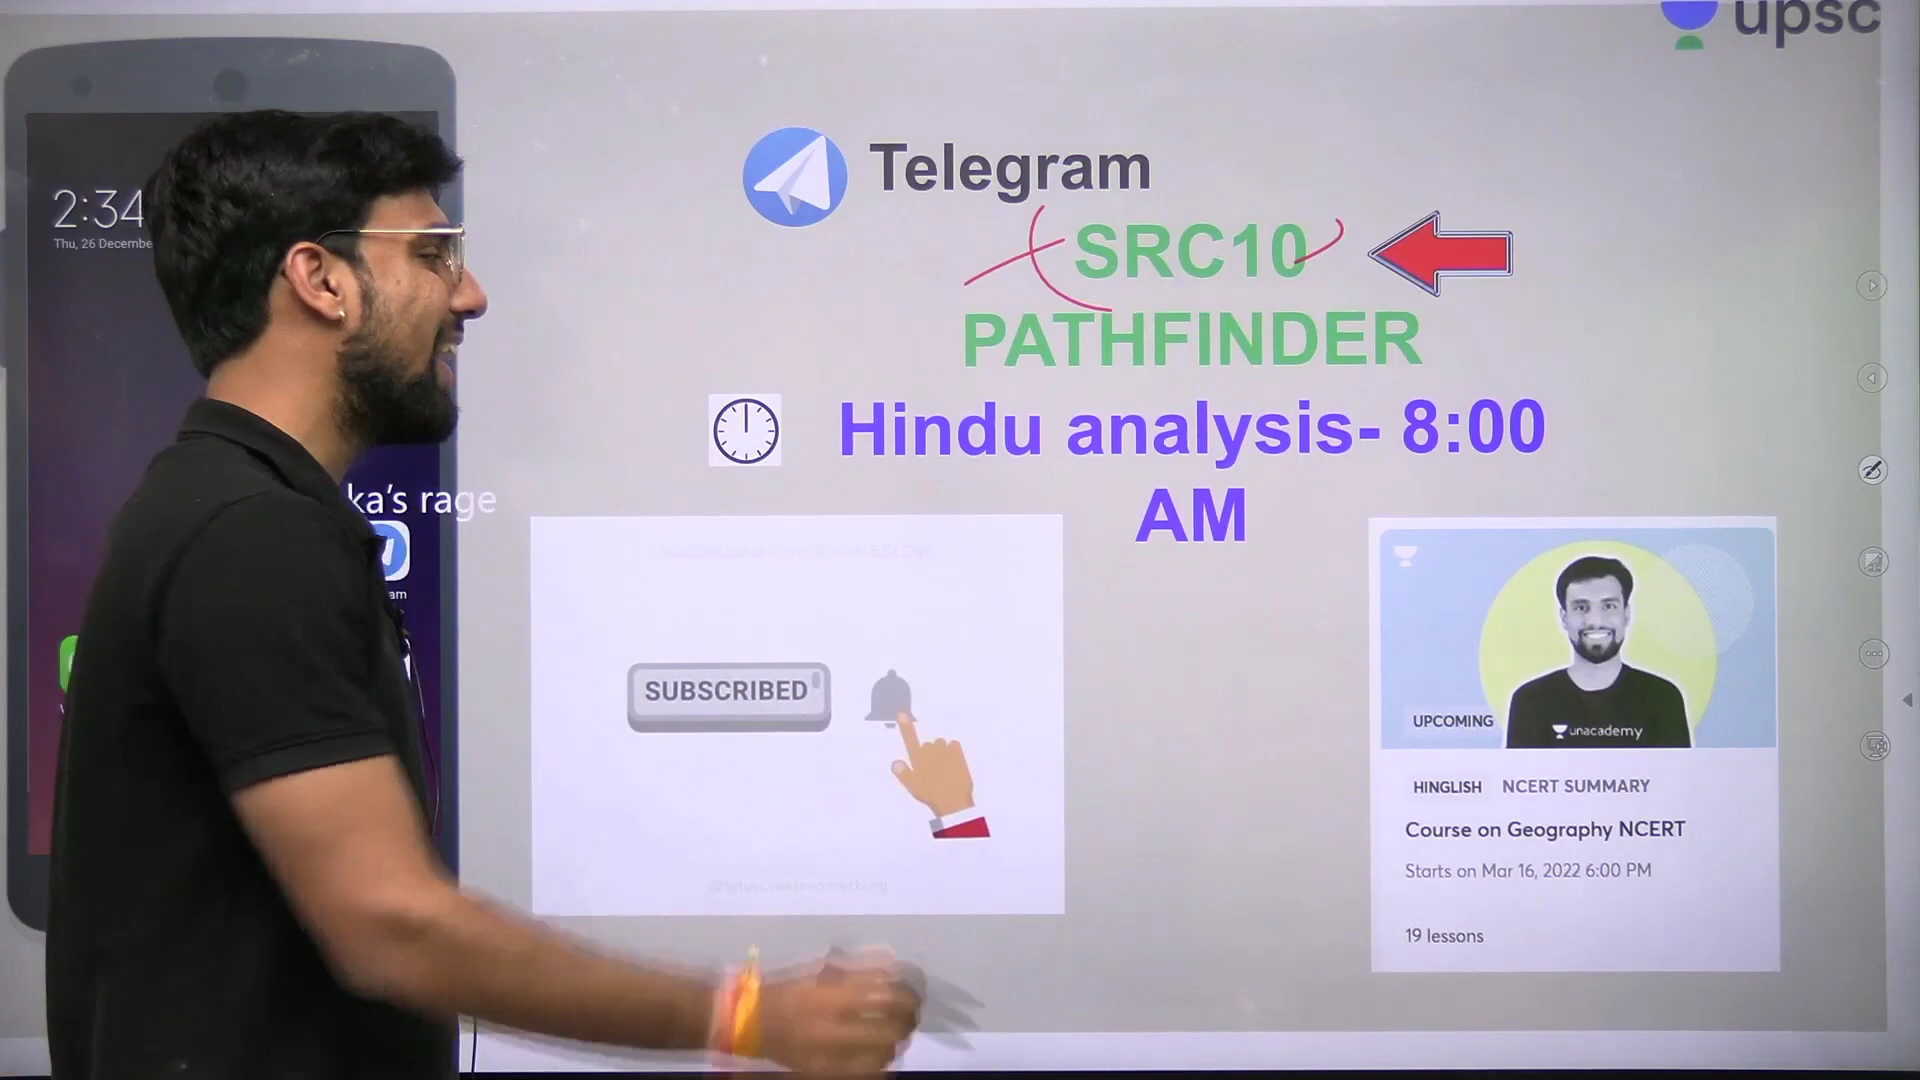 upsc
2:34
Thu, 26 Decembe
Telegram
SRC10
PATHFINDER
Hindu analysis- 8:00
AM
ka's rage
am
SUBSCRIBED
UPCOMING
unacademy
HINGLISH NCERT SUMMARY
Course on Geography NCERT
Starts on Mar 16, 2022 6:00 PM
19 lessons